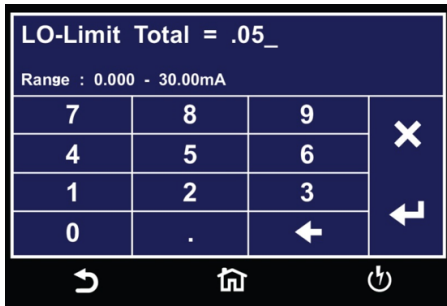 LO-Limit Total = .05_
Range : 0.000 - 30.00mA
7 8 9
4 5 6
1 2 3
0 .